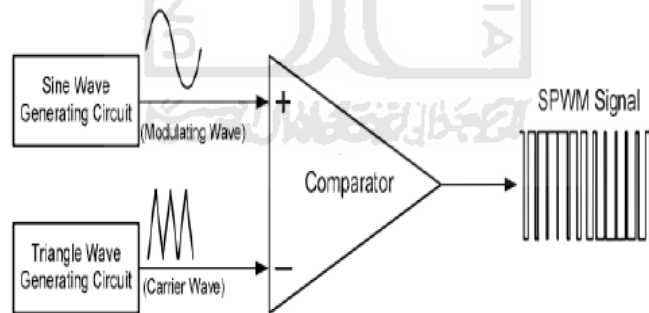 Sine Wave
Generating Circuit
(Modulating Wave)
+
Comparator
SPWM Signal
Triangle Wave
Generating Circuit
(Carrier Wave)
−